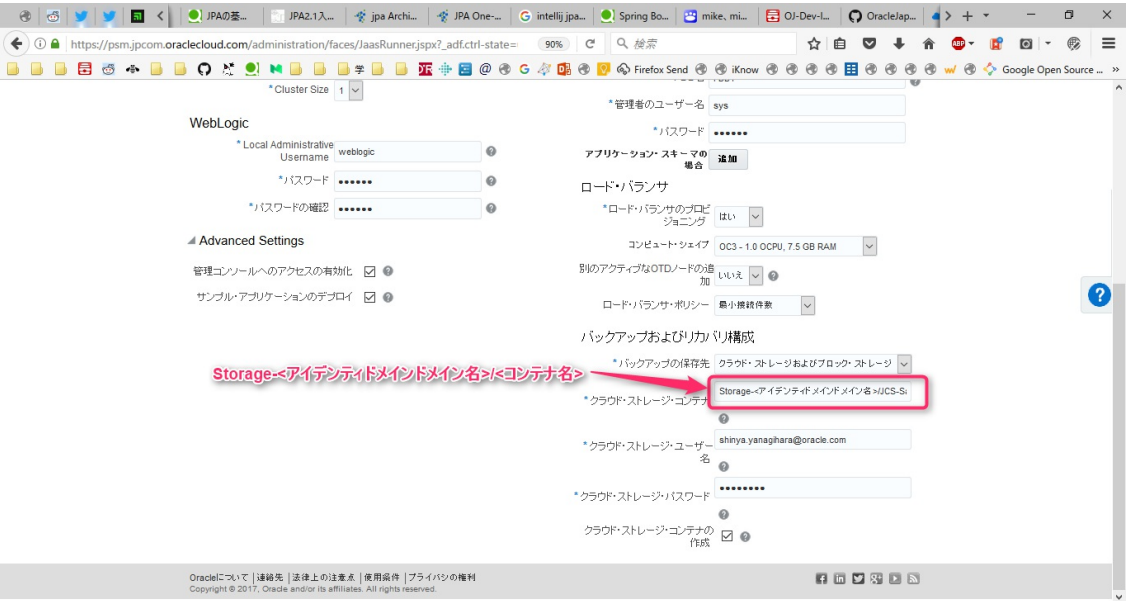 JPAの基...
JPA2.1入...
jpa Archi...
JPA One-...
intellij jpa...
Spring Bo...
mike、mi...
OJ-Dev-I...
OracleJap...
https://psm.jpcom.oraclecloud.com/administration/faces/JaasRunner.jspx?_adf.ctrl-state=
90%
検索
ABP
学
Firefox Send
iKnow
Google Open Source ...
*Cluster Size 1
*管理者のユーザー名 sys
WebLogic
*パスワード ••••••
*Local Administrative
Username weblogic
アプリケーション・スキーマの
場合 追加
*パスワード ••••••
ロード・バランサ
*パスワードの確認 ••••••
*ロード・バランサのプロビ
ジョニング はい
Advanced Settings
コンピュート・シェイプ OC3 - 1.0 OCPU, 7.5 GB RAM
管理コンソールへのアクセスの有効化
別のアクティブなOTDノードの追
加 いいえ
サンプル・アプリケーションのデプロイ
ロード・バランサ・ポリシー 最小接続件数
バックアップおよびリカバリ構成
*バックアップの保存先 クラウド・ストレージおよびブロック・ストレージ
Storage-<アイデンティドメインドメイン名>/<コンテナ名>
*クラウド・ストレージ・コンテナ Storage-<アイデンティドメインドメイン名>/JCS-Sa
*クラウド・ストレージ・ユーザー
名 shinya.yanagihara@oracle.com
*クラウド・ストレージ・パスワード ••••••••
クラウド・ストレージ・コンテナの
作成
Oracleについて | 連絡先 | 法律上の注意点 | 使用条件 | プライバシの権利
Copyright © 2017, Oracle and/or its affiliates. All rights reserved.